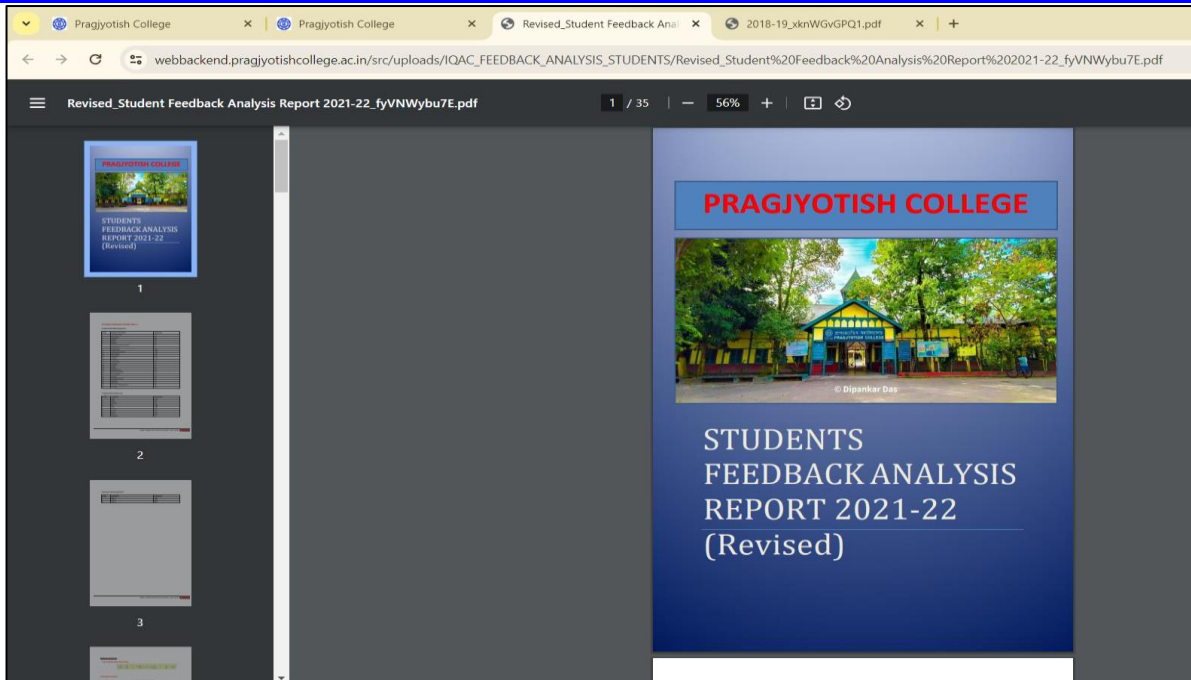 Pragjyotish College
Pragjyotish College
Revised_Student Feedback Anal
2018-19_xknWGvGPQ1.pdf
webbackend.pragjyotishcollege.ac.in/src/uploads/IQAC_FEEDBACK_ANALYSIS_STUDENTS/Revised_Student%20Feedback%20Analysis%20Report%202021-22_fyVNWybu7E.pdf
Revised_Student Feedback Analysis Report 2021-22_fyVNWybu7E.pdf
1 / 35
56%
PRAGJYOTISH COLLEGE
STUDENTS
FEEDBACK ANALYSIS
REPORT 2021-22
(Revised)
1
2
3
PRAGJYOTISH COLLEGE
PRAGJYOTISH COLLEGE
© Dipankar Das
STUDENTS
FEEDBACK ANALYSIS
REPORT 2021-22
(Revised)